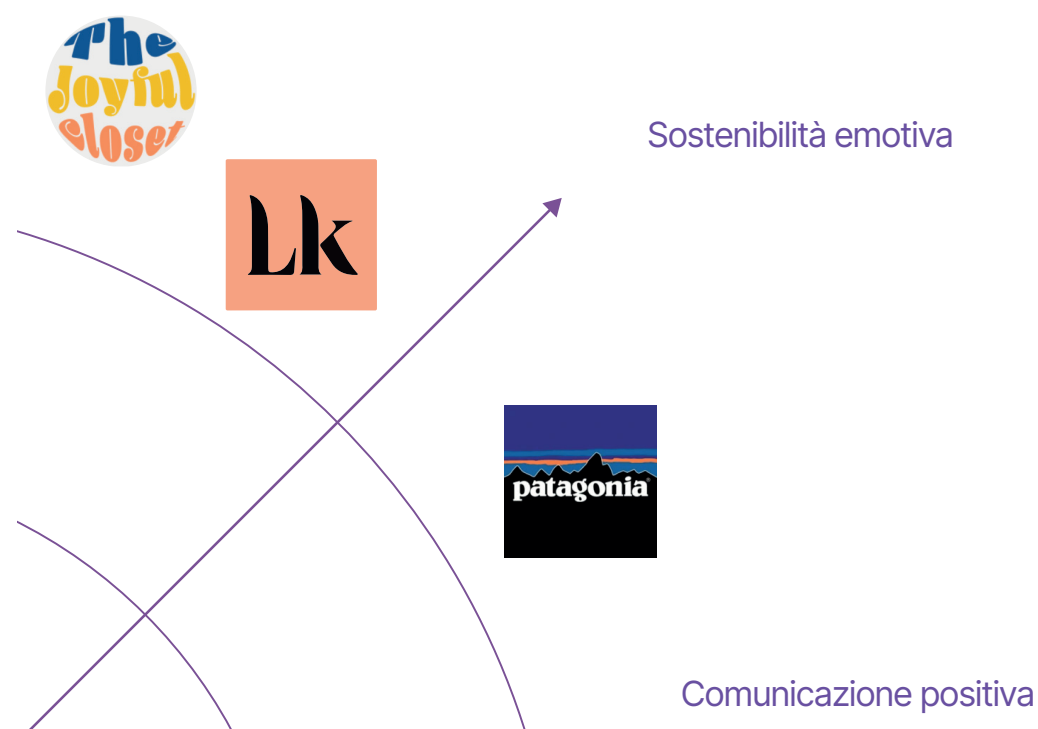 The
Joyful
Closet
Sostenibilità emotiva
Lk
patagonia
Comunicazione positiva